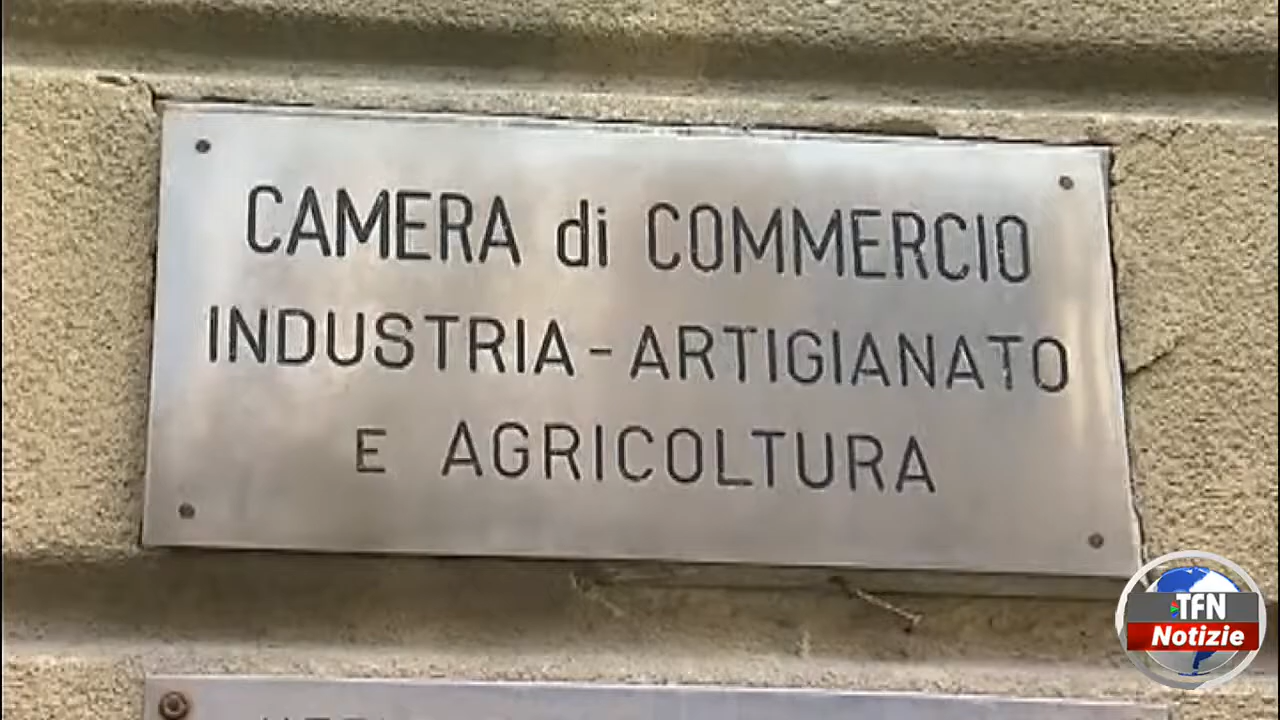 CAMERA di COMMERCIO
INDUSTRIA-ARTIGIANATO
E AGRICOLTURA
TFN
Notizie